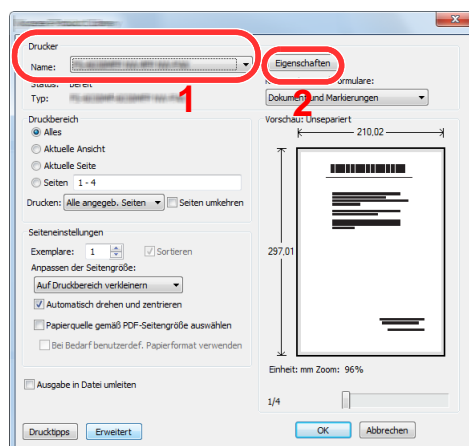 Drucker
Name:
1
Eigenschaften
2
Status: Bereit
Typ:
Dokument und Markierungen
Druckbereich
Alles
Aktuelle Ansicht
Aktuelle Seite
Seiten 1 - 4
Drucken: Alle angegeb. Seiten Seiten umkehren
Vorschau: Unsepariert
210,02
297,01
Seiteneinstellungen
Exemplare: 1 Sortieren
Anpassen der Seitengröße:
Auf Druckbereich verkleinern
Automatisch drehen und zentrieren
Papierquelle gemäß PDF-Seitengröße auswählen
Bei Bedarf benutzerdef. Papierformat verwenden
Einheit: mm Zoom: 96%
Ausgabe in Datei umleiten
1/4
Drucktipps
Erweitert
OK
Abbrechen